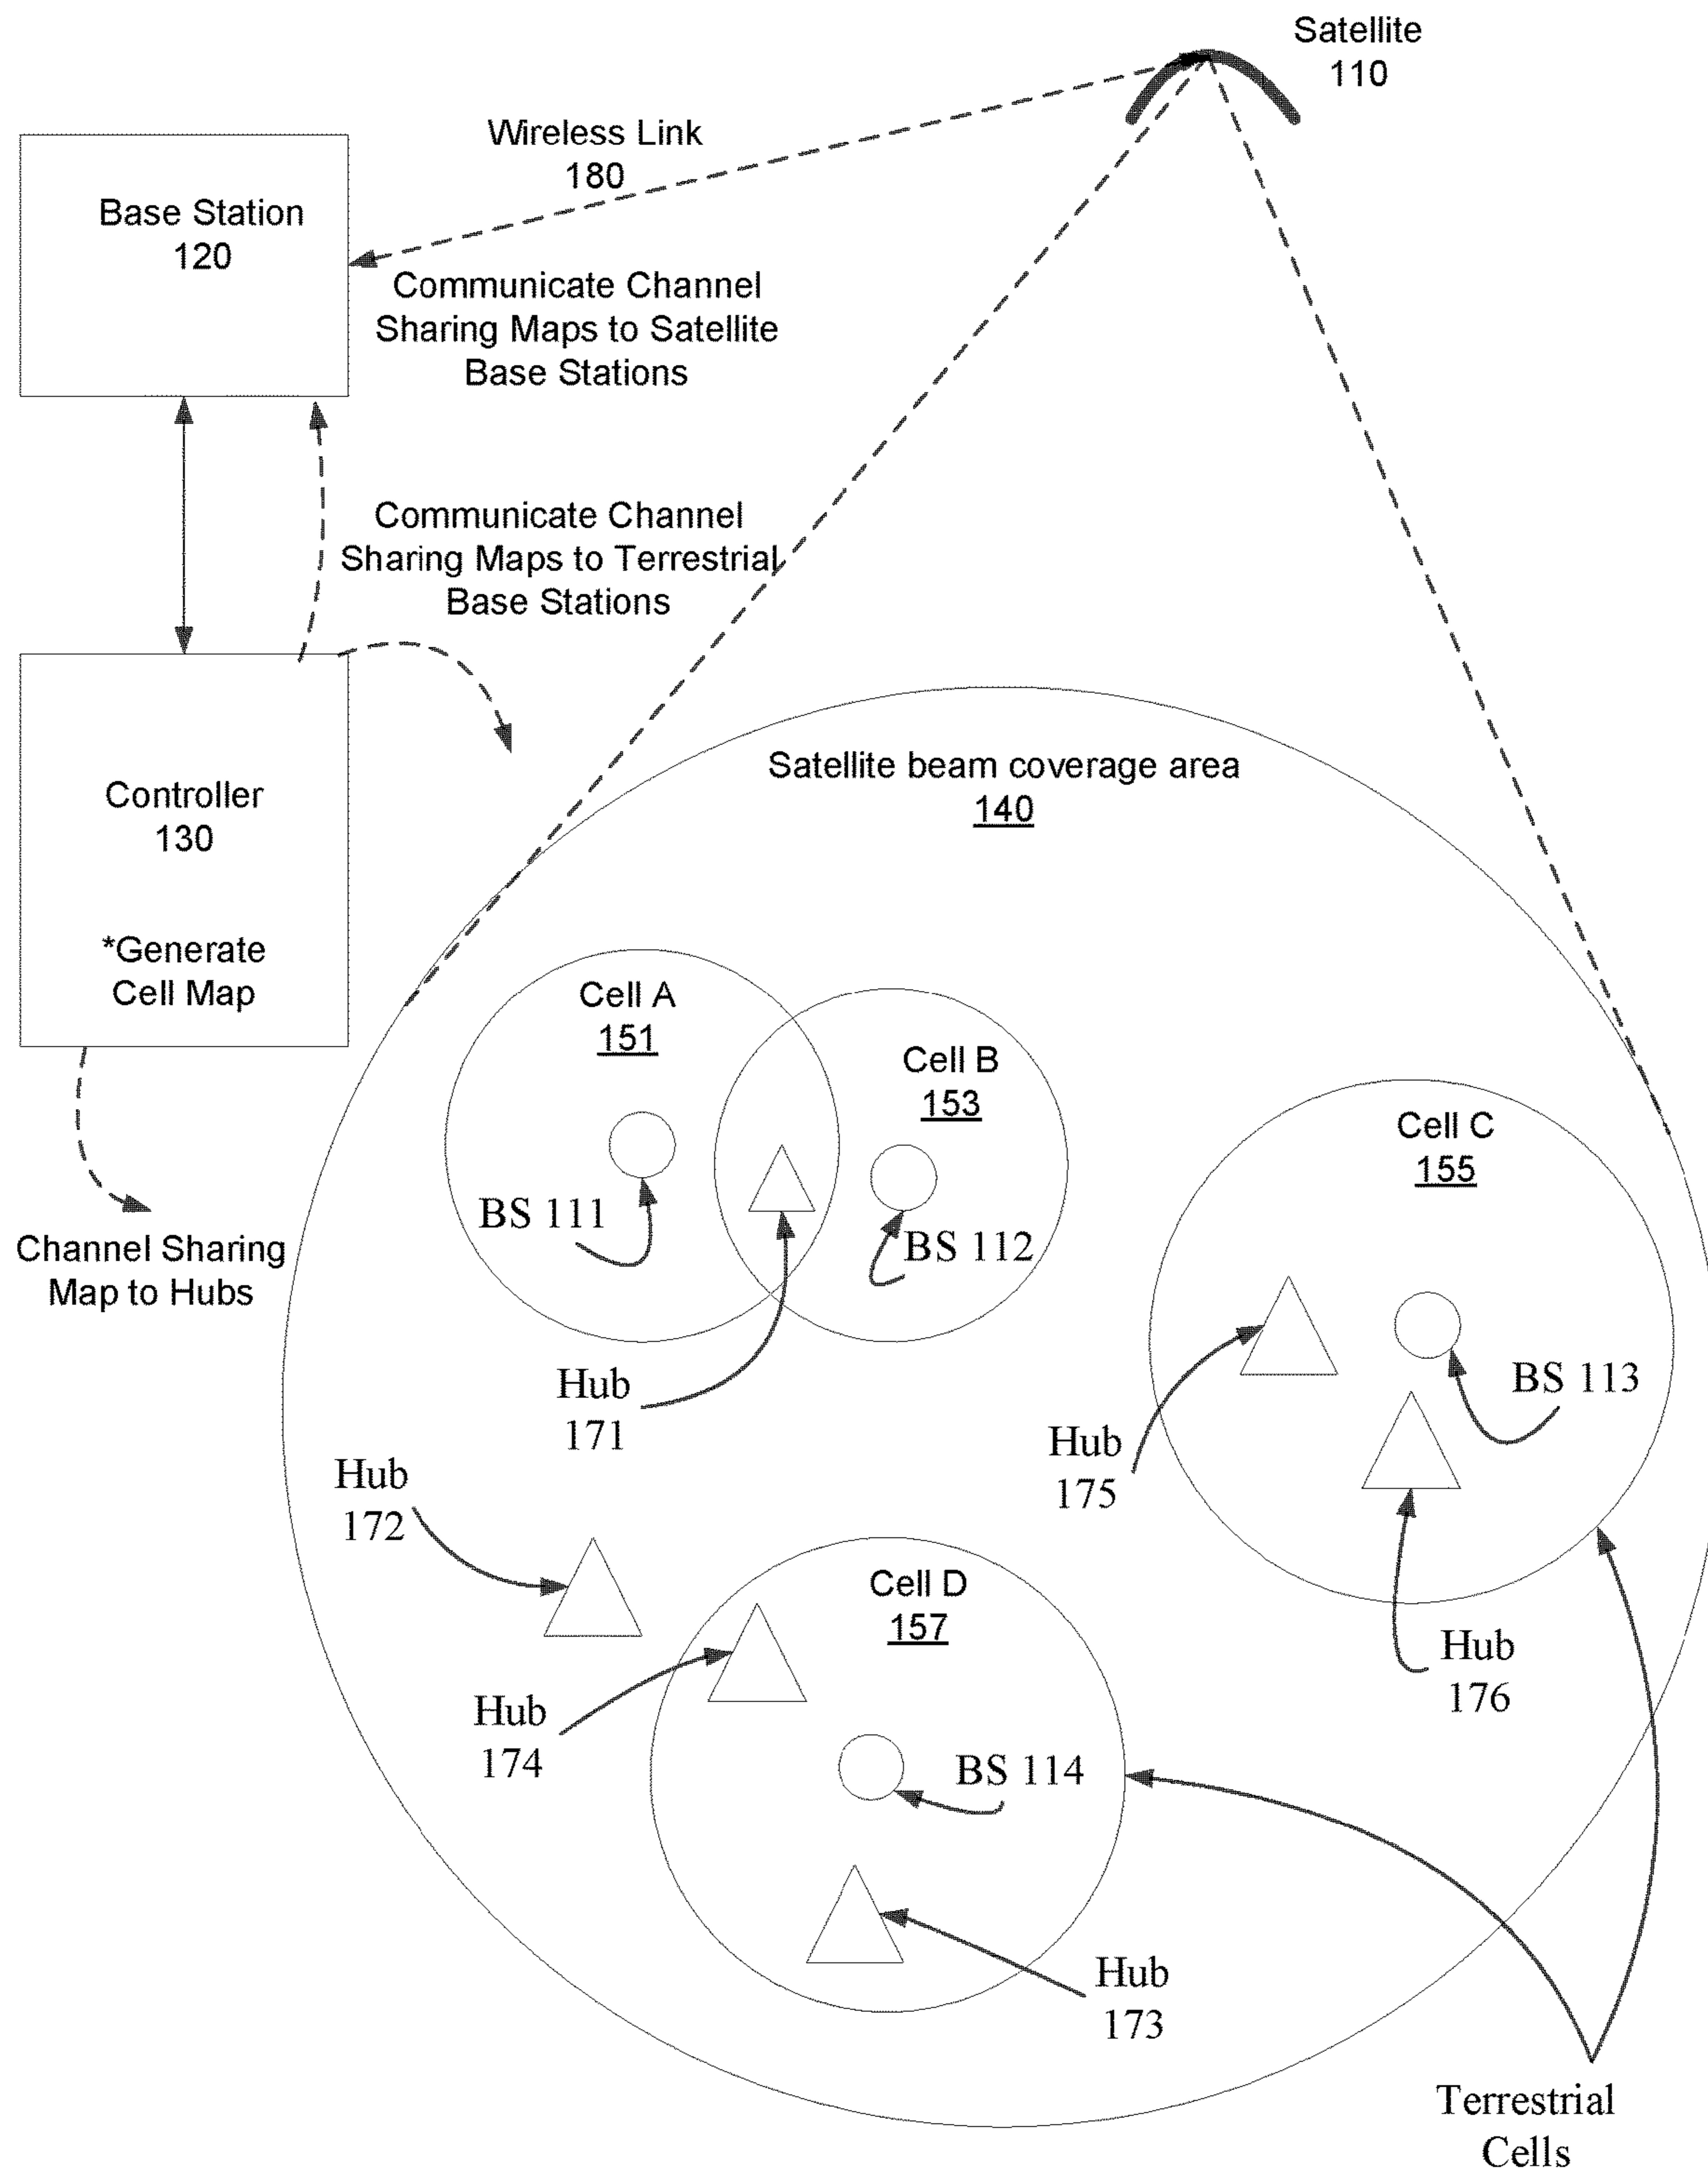 Satellite
110
Wireless Link
180
Base Station
120
Communicate Channel
Sharing Maps to Satellite
Base Stations
Communicate Channel
Sharing Maps to Terrestrial
Base Stations
Controller
130
*Generate
Cell Map
Channel Sharing
Map to Hubs
Satellite beam coverage area
140
Cell A
151
Cell B
153
Cell C
155
BS 111
BS 112
Hub
171
BS 113
Hub
175
Hub
172
Cell D
157
Hub
176
Hub
174
BS 114
Hub
173
Terrestrial
Cells